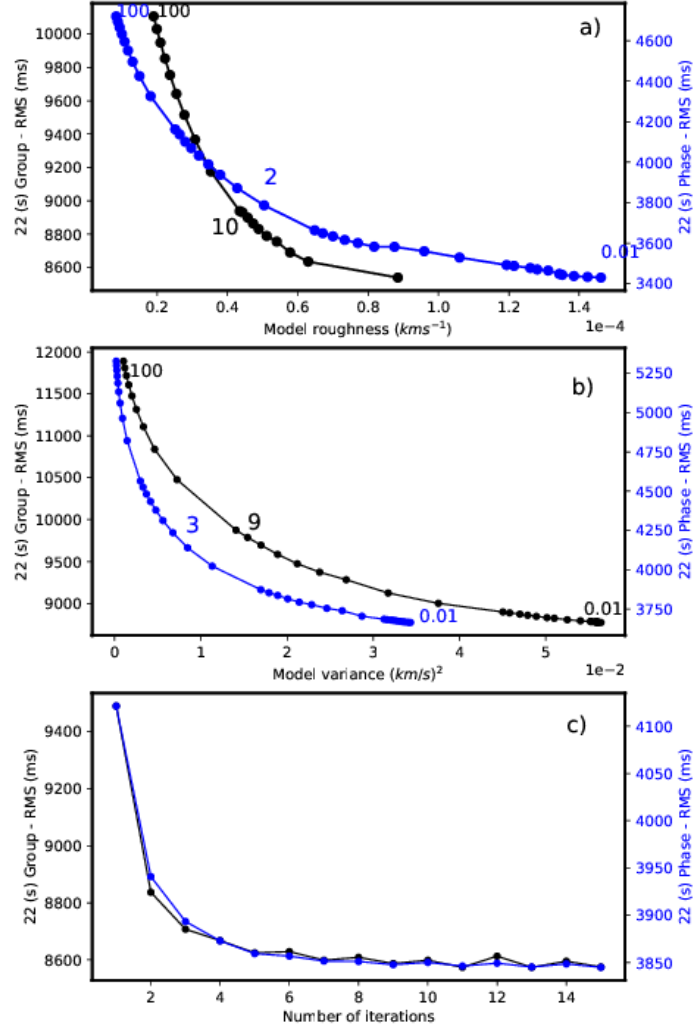 100
100
a)
10000
9800
9600
9400
9200
9000
8800
8600
22 (s) Group - RMS (ms)
4600
4400
4200
4000
3800
3600
3400
22 (s) Phase - RMS (ms)
2
10
0.01
0.2 0.4 0.6 0.8 1.0 1.2 1.4
Model roughness (kms⁻¹)
1e−4
12000
11500
11000
10500
10000
9500
9000
22 (s) Group - RMS (ms)
5250
5000
4750
4500
4250
4000
3750
22 (s) Phase - RMS (ms)
100
b)
3
9
0.01
0.01
0 1 2 3 4 5
Model variance (km/s)²
1e−2
9400
9200
9000
8800
8600
22 (s) Group - RMS (ms)
4100
4050
4000
3950
3900
3850
22 (s) Phase - RMS (ms)
c)
2 4 6 8 10 12 14
Number of iterations